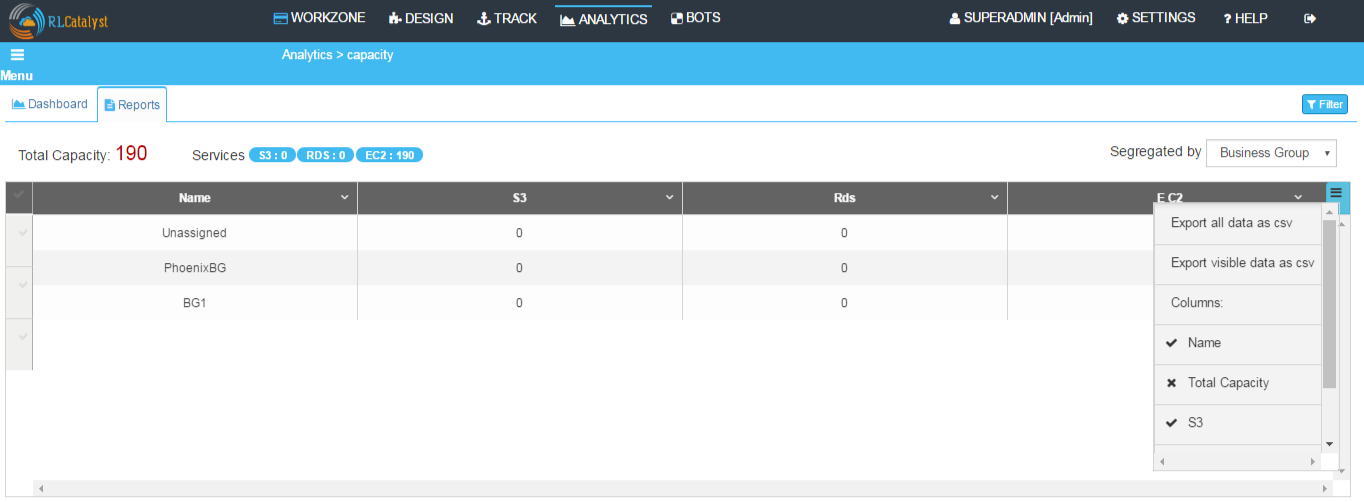 RLCatalyst WORKZONE DESIGN TRACK ANALYTICS BOTS SUPERADMIN [Admin] SETTINGS ? HELP
Menu Analytics > capacity
Dashboard Reports Filter
Total Capacity: 190 Services S3 : 0 RDS : 0 EC2 : 190 Segregated by Business Group
Name S3 Rds E C2
Unassigned 0 0
PhoenixBG 0 0
BG1 0 0
Export all data as csv
Export visible data as csv
Columns:
Name
Total Capacity
S3